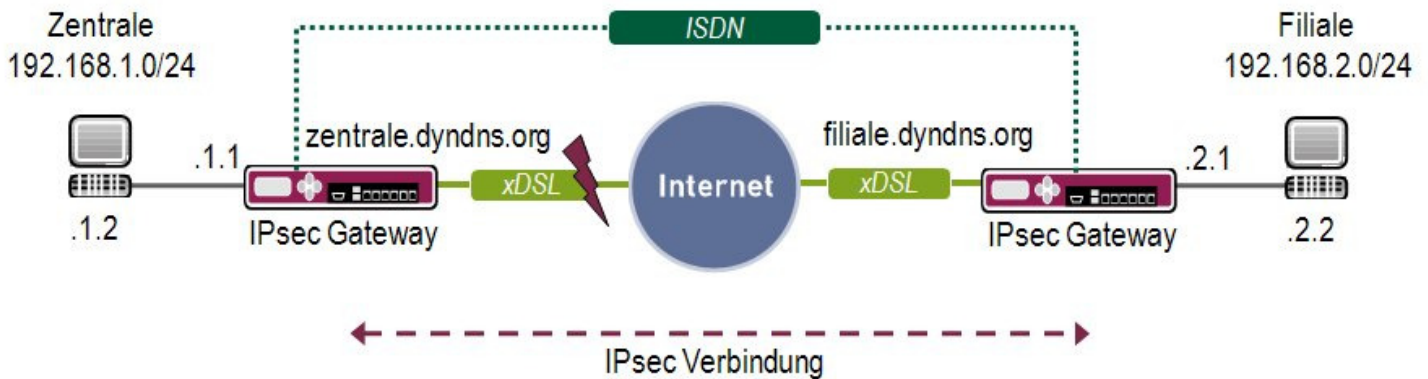 Zentrale
192.168.1.0/24
ISDN
Filiale
192.168.2.0/24
zentrale.dyndns.org
filiale.dyndns.org
.1.1
xDSL
Internet
xDSL
.2.1
.1.2
IPsec Gateway
IPsec Gateway
.2.2
IPsec Verbindung